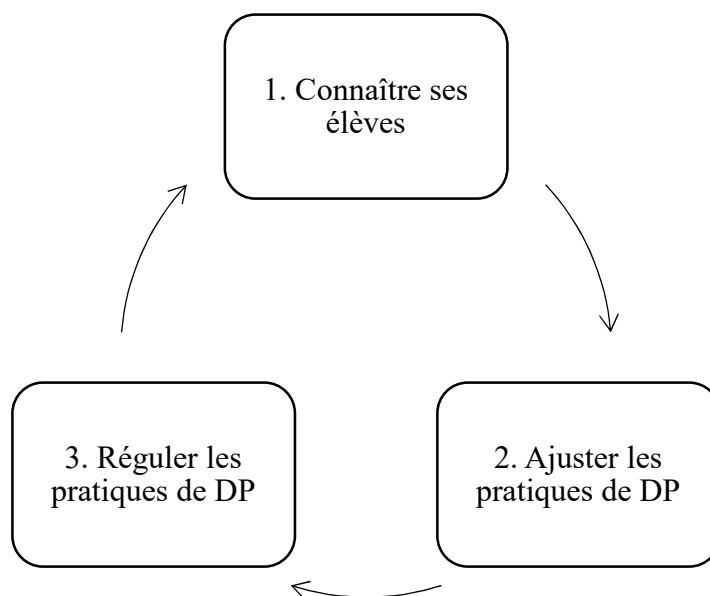 1. Connaître ses
élèves
2. Ajuster les
pratiques de DP
3. Réguler les
pratiques de DP